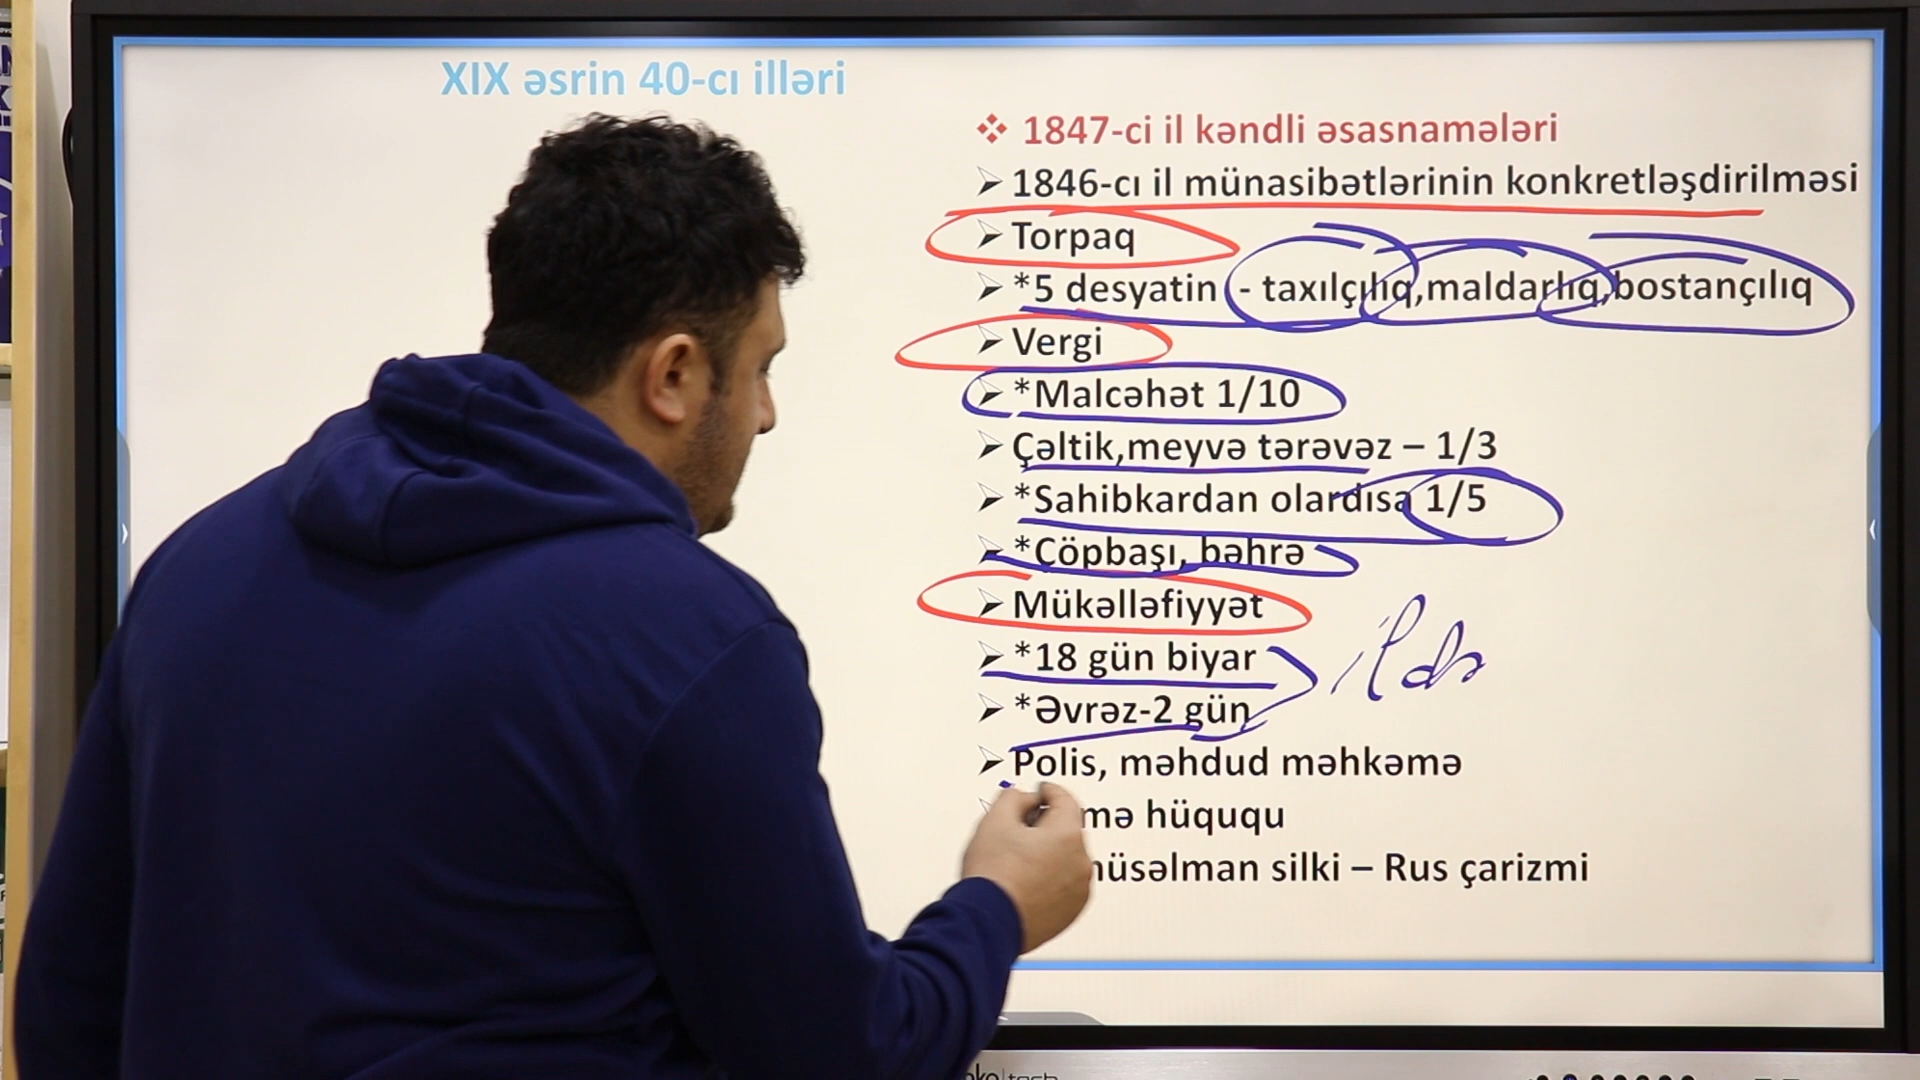 XIX əsrin 40-cı illəri
1847-ci il kəndli əsasnamələri
1846-cı il münasibətlərinin konkretləşdirilməsi
Torpaq
*5 desyatin - taxılçılıq,maldarlıq,bostançılıq
Vergi
*Malcəhət 1/10
Çəltik,meyvə tərəvəz – 1/3
*Sahibkardan olardısa 1/5
*Çöpbaşı, bəhrə
Mükəlləfiyyət
*18 gün biyar
ildə
*Əvrəz-2 gün
Polis, məhdud məhkəmə
hüququ
silki – Rus çarizmi